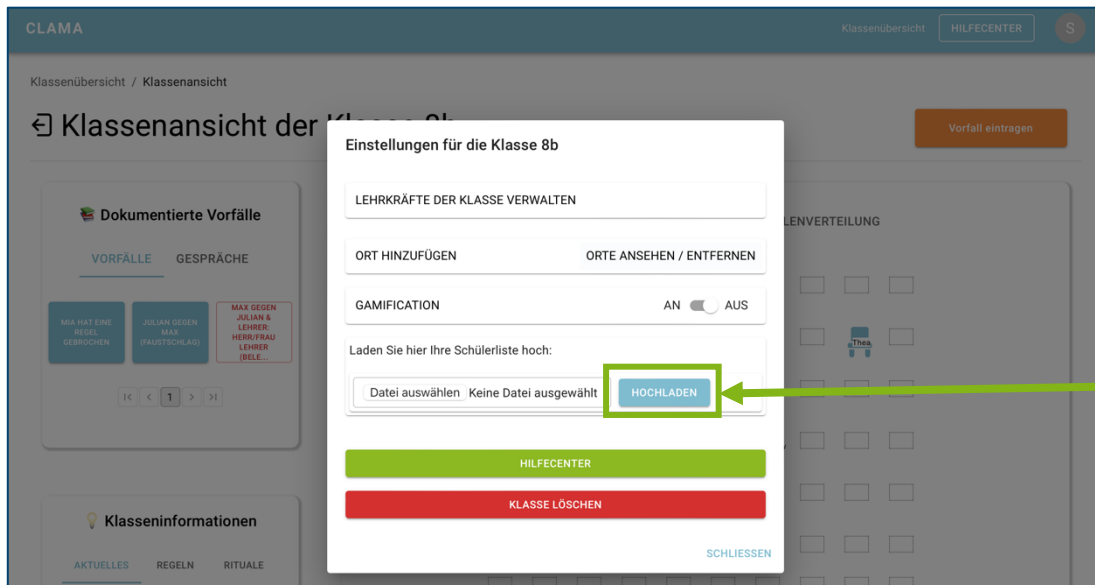 CLAMA
Klassenübersicht HILFECENTER S
Klassenübersicht / Klassenansicht
Klassenansicht der Klasse 8b
Vorfall eintragen
Einstellungen für die Klasse 8b
LEHRKRÄFTE DER KLASSE VERWALTEN
ORT HINZUFÜGEN ORTE ANSEHEN / ENTFERNEN
GAMIFICATION AN AUS
Laden Sie hier Ihre Schülerliste hoch:
Datei auswählen Keine Datei ausgewählt HOCHLADEN
HILFECENTER
KLASSE LÖSCHEN
SCHLIESSEN
Dokumentierte Vorfälle
VORFÄLLE GESPRÄCHE
MIA HAT EINE
REGEL
GEBROCHEN
JULIAN GEGEN
MAX
(FAUSTSCHLAG)
MAX GEGEN
JULIAN &
LEHRER:
HERR/FRAU
LEHRER
(BELE...
1
Klasseninformationen
AKTUELLES REGELN RITUALE
LENVERTEILUNG
Thea